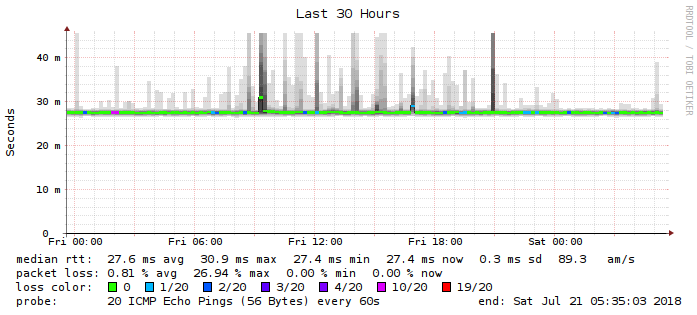 Last 30 Hours
RRDTOOL / TOBI OETIKER
Seconds
40 m
30 m
20 m
10 m
0
Fri 00:00 Fri 06:00 Fri 12:00 Fri 18:00 Sat 00:00
median rtt: 27.6 ms avg 30.9 ms max 27.4 ms min 27.4 ms now 0.3 ms sd 89.3 am/s
packet loss: 0.81 % avg 26.94 % max 0.00 % min 0.00 % now
loss color: 0 1/20 2/20 3/20 4/20 10/20 19/20
probe: 20 ICMP Echo Pings (56 Bytes) every 60s end: Sat Jul 21 05:35:03 2018